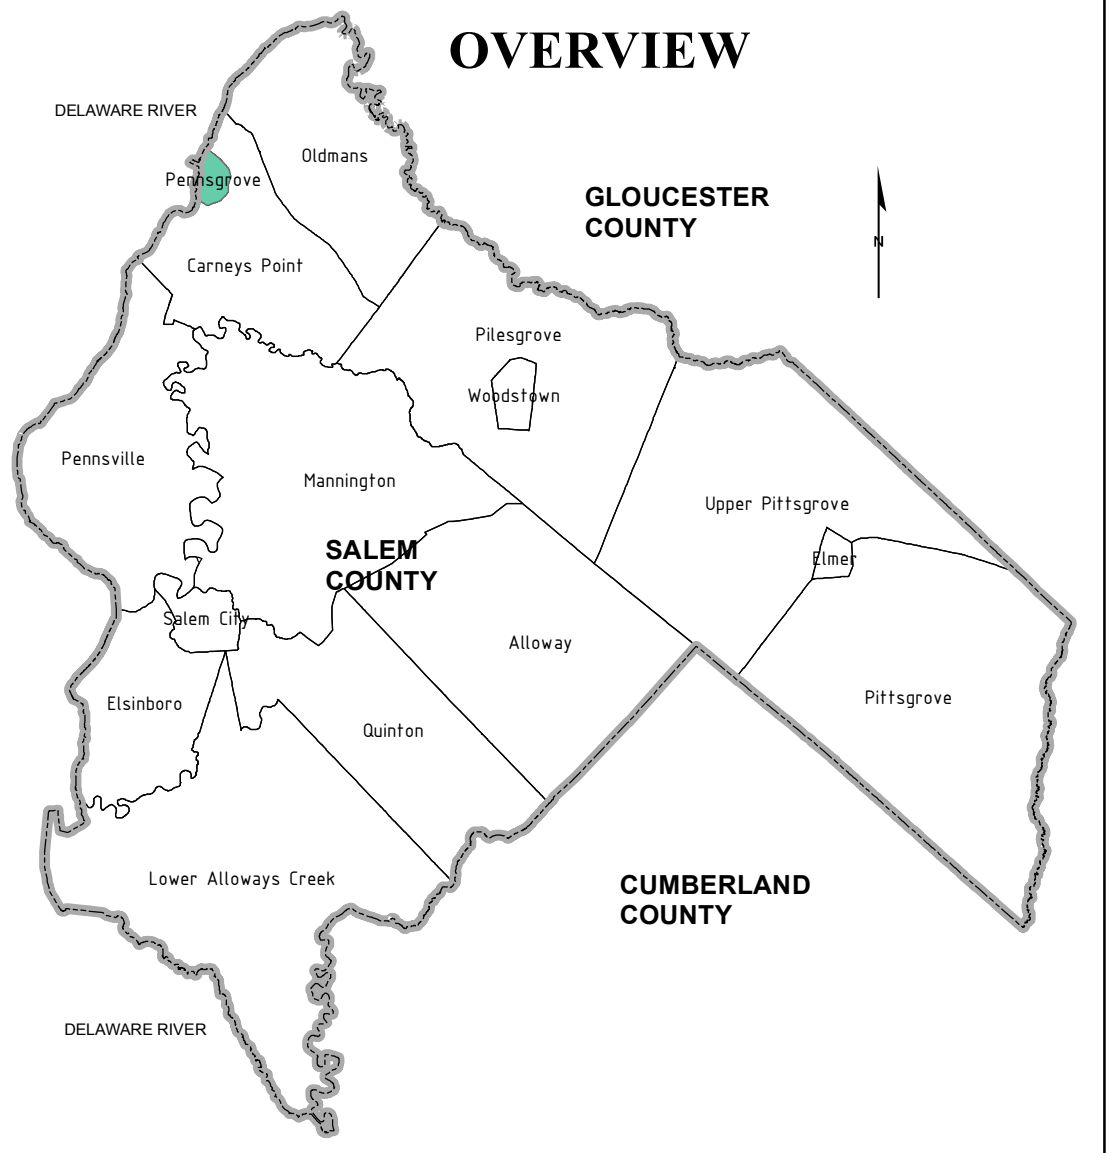 OVERVIEW
DELAWARE RIVER
Oldmans
Pennsgrove
GLOUCESTER
COUNTY
N
Carneys Point
Pilesgrove
Woodstown
Pennsville
Mannington
Upper Pittsgrove
SALEM
COUNTY
Elmer
Salem City
Alloway
Elsinboro
Pittsgrove
Quinton
Lower Alloways Creek
CUMBERLAND
COUNTY
DELAWARE RIVER